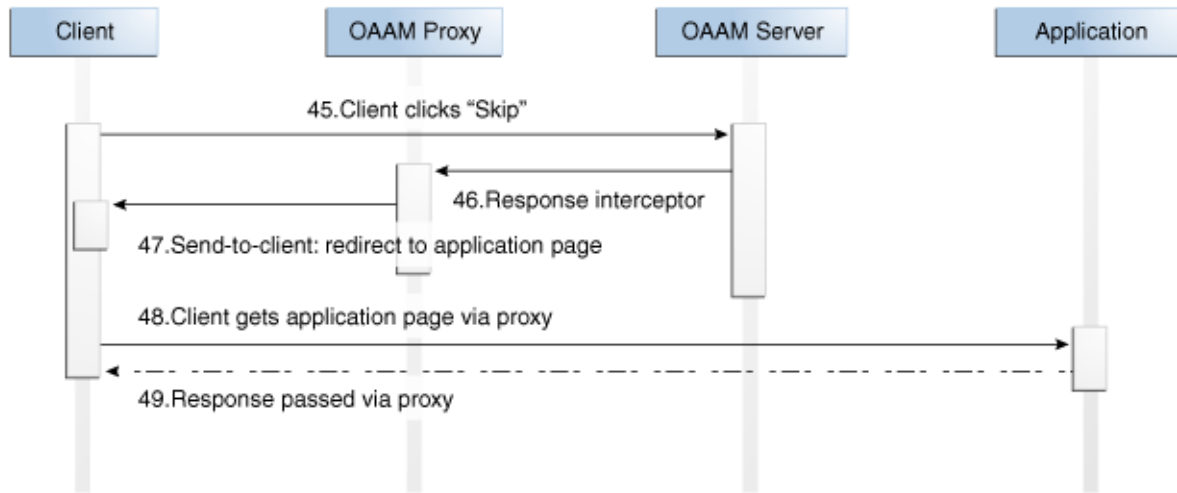 Client
OAAM Proxy
OAAM Server
Application
45.Client clicks “Skip”
46.Response interceptor
47.Send-to-client: redirect to application page
48.Client gets application page via proxy
49.Response passed via proxy